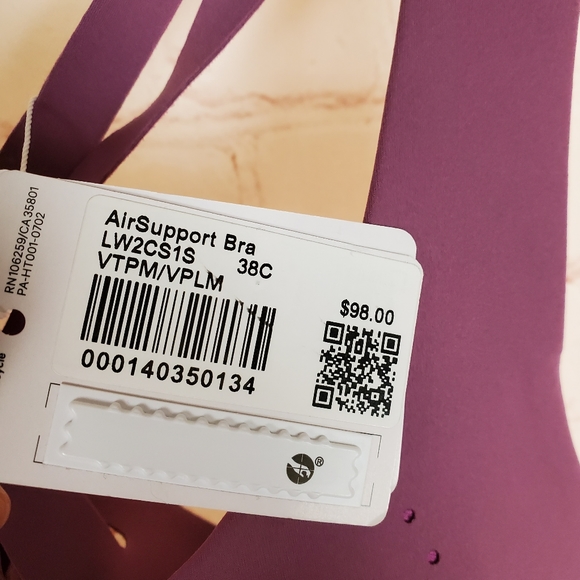 RN106259/CA35801
PA-HT001-0702
AirSupport Bra
LW2CS1S 38C
VTPM/VPLM
$98.00
000140350134
®